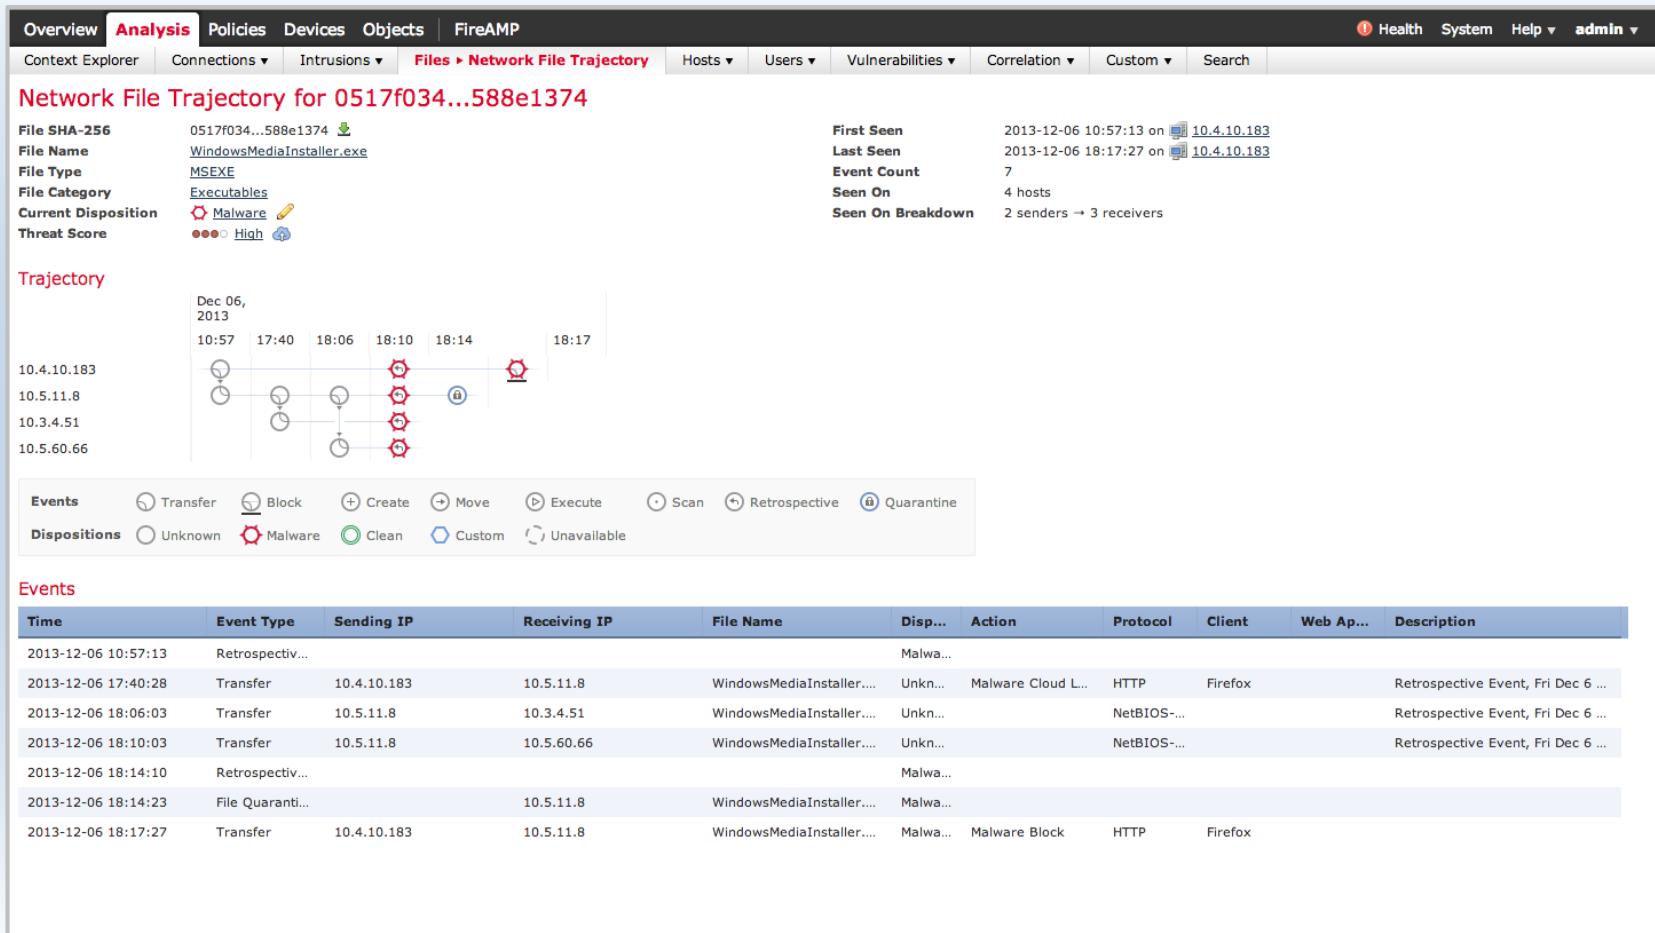 Overview Analysis Policies Devices Objects FireAMP Health System Help admin
Context Explorer Connections Intrusions Files Network File Trajectory Hosts Users Vulnerabilities Correlation Custom Search
Network File Trajectory for 0517f034...588e1374
File SHA-256 0517f034...588e1374 First Seen 2013-12-06 10:57:13 on 10.4.10.183
File Name WindowsMediaInstaller.exe Last Seen 2013-12-06 18:17:27 on 10.4.10.183
File Type MSEXE Event Count 7
File Category Executables Seen On 4 hosts
Current Disposition Malware Seen On Breakdown 2 senders → 3 receivers
Threat Score High
Trajectory
Dec 06,
2013
10:57 17:40 18:06 18:10 18:14 18:17
10.4.10.183
10.5.11.8
10.3.4.51
10.5.60.66
Events Transfer Block Create Move Execute Scan Retrospective Quarantine
Dispositions Unknown Malware Clean Custom Unavailable
Events
Time Event Type Sending IP Receiving IP File Name Disp... Action Protocol Client Web Ap... Description
2013-12-06 10:57:13 Retrospectiv... Malwa...
2013-12-06 17:40:28 Transfer 10.4.10.183 10.5.11.8 WindowsMediaInstaller.... Unkn... Malware Cloud L... HTTP Firefox Retrospective Event, Fri Dec 6 ...
2013-12-06 18:06:03 Transfer 10.5.11.8 10.3.4.51 WindowsMediaInstaller.... Unkn... NetBIOS-... Retrospective Event, Fri Dec 6 ...
2013-12-06 18:10:03 Transfer 10.5.11.8 10.5.60.66 WindowsMediaInstaller.... Unkn... NetBIOS-... Retrospective Event, Fri Dec 6 ...
2013-12-06 18:14:10 Retrospectiv... Malwa...
2013-12-06 18:14:23 File Quaranti... 10.5.11.8 WindowsMediaInstaller.... Malwa...
2013-12-06 18:17:27 Transfer 10.4.10.183 10.5.11.8 WindowsMediaInstaller.... Malwa... Malware Block HTTP Firefox